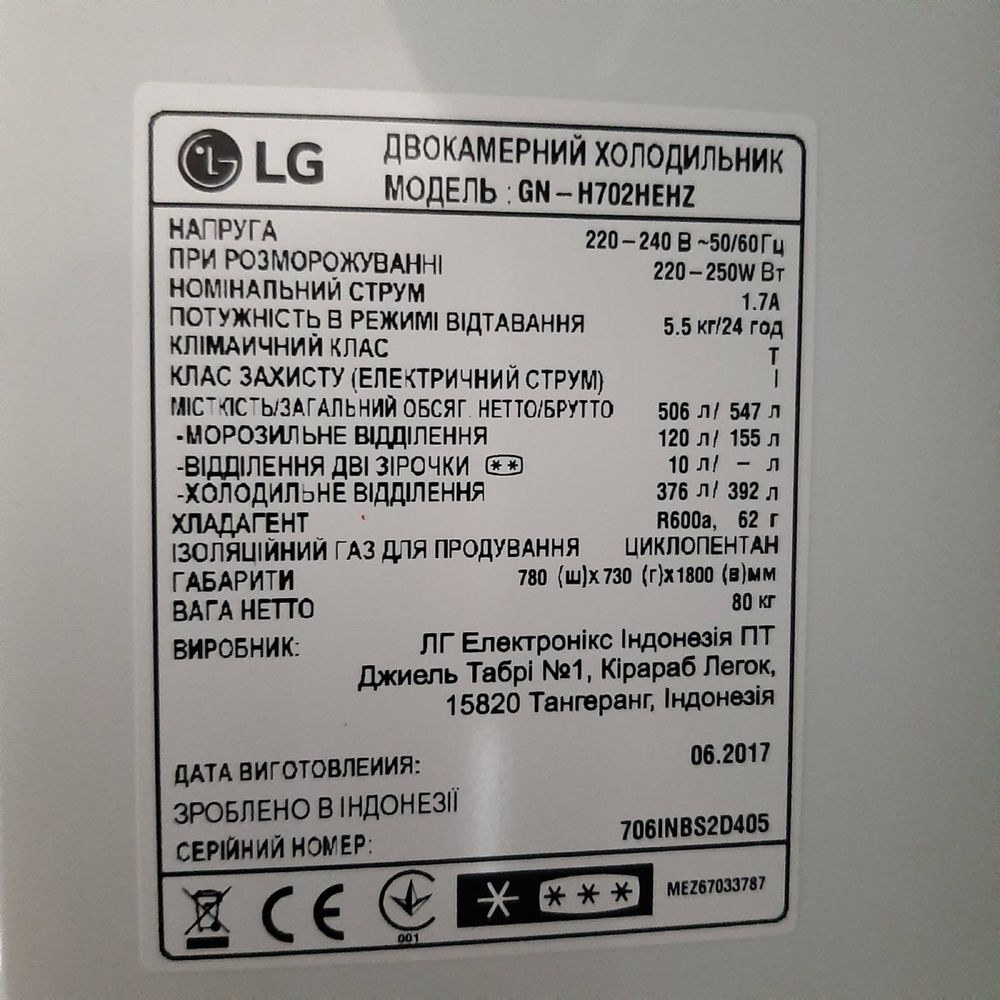 LG
ДВОКАМЕРНИЙ ХОЛОДИЛЬНИК
МОДЕЛЬ : GN – H702HEHZ
НАПРУГА 220 – 240 В ~50/60Гц
ПРИ РОЗМОРОЖУВАННІ 220 – 250W Вт
НОМІНАЛЬНИЙ СТРУМ 1.7А
ПОТУЖНІСТЬ В РЕЖИМІ ВІДТАВАННЯ 5.5 кг/24 год
КЛІМАИЧНИЙ КЛАС Т
КЛАС ЗАХИСТУ (ЕЛЕКТРИЧНИЙ СТРУМ) I
МІСТКІСТЬ/ЗАГАЛЬНИЙ ОБСЯГ. НЕТТО/БРУТТО 506 л/ 547 л
-МОРОЗИЛЬНЕ ВІДДІЛЕННЯ 120 л/ 155 л
-ВІДДІЛЕННЯ ДВІ ЗІРОЧКИ (**) 10 л/ – л
-ХОЛОДИЛЬНЕ ВІДДІЛЕННЯ 376 л/ 392 л
ХЛАДАГЕНТ R600a, 62 г
ІЗОЛЯЦІЙНИЙ ГАЗ ДЛЯ ПРОДУВАННЯ ЦИКЛОПЕНТАН
ГАБАРИТИ 780 (ш)x730 (г)x1800 (в)мм
ВАГА НЕТТО 80 кг
ВИРОБНИК: ЛГ Електронікс Індонезія ПТ
Джиель Табрі №1, Кірараб Легок,
15820 Тангеранг, Індонезія
ДАТА ВИГОТОВЛЕИИЯ: 06.2017
ЗРОБЛЕНО В ІНДОНЕЗІЇ
СЕРІЙНИЙ НОМЕР: 706INBS2D405
CE 001 * *** MEZ67033787